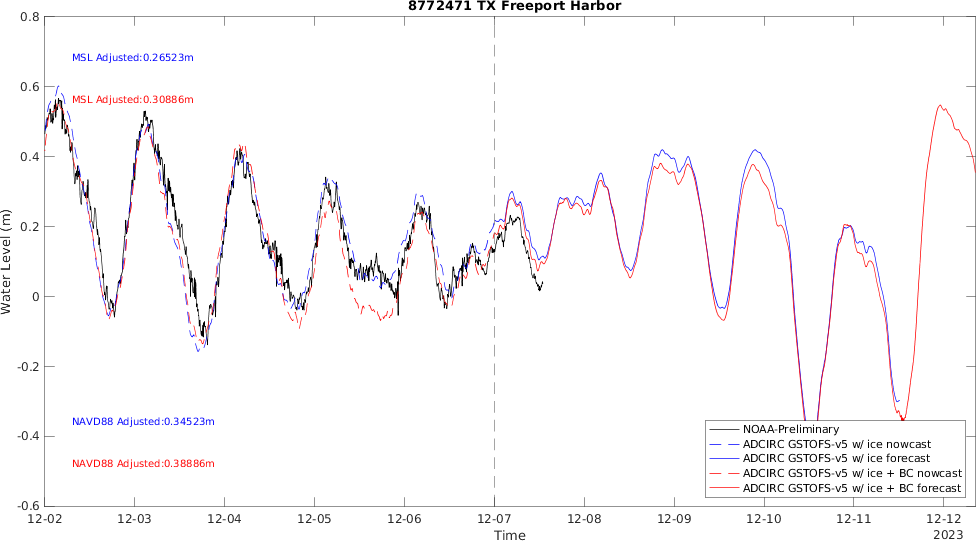 8772471 TX Freeport Harbor
0.8
0.6
0.4
0.2
0
-0.2
-0.4
-0.6
Water Level (m)
MSL Adjusted:0.26523m
MSL Adjusted:0.30886m
NAVD88 Adjusted:0.34523m
NAVD88 Adjusted:0.38886m
NOAA-Preliminary
ADCIRC GSTOFS-v5 w/ ice nowcast
ADCIRC GSTOFS-v5 w/ ice forecast
ADCIRC GSTOFS-v5 w/ ice + BC nowcast
ADCIRC GSTOFS-v5 w/ ice + BC forecast
12-02 12-03 12-04 12-05 12-06 12-07 12-08 12-09 12-10 12-11 12-12
2023
Time